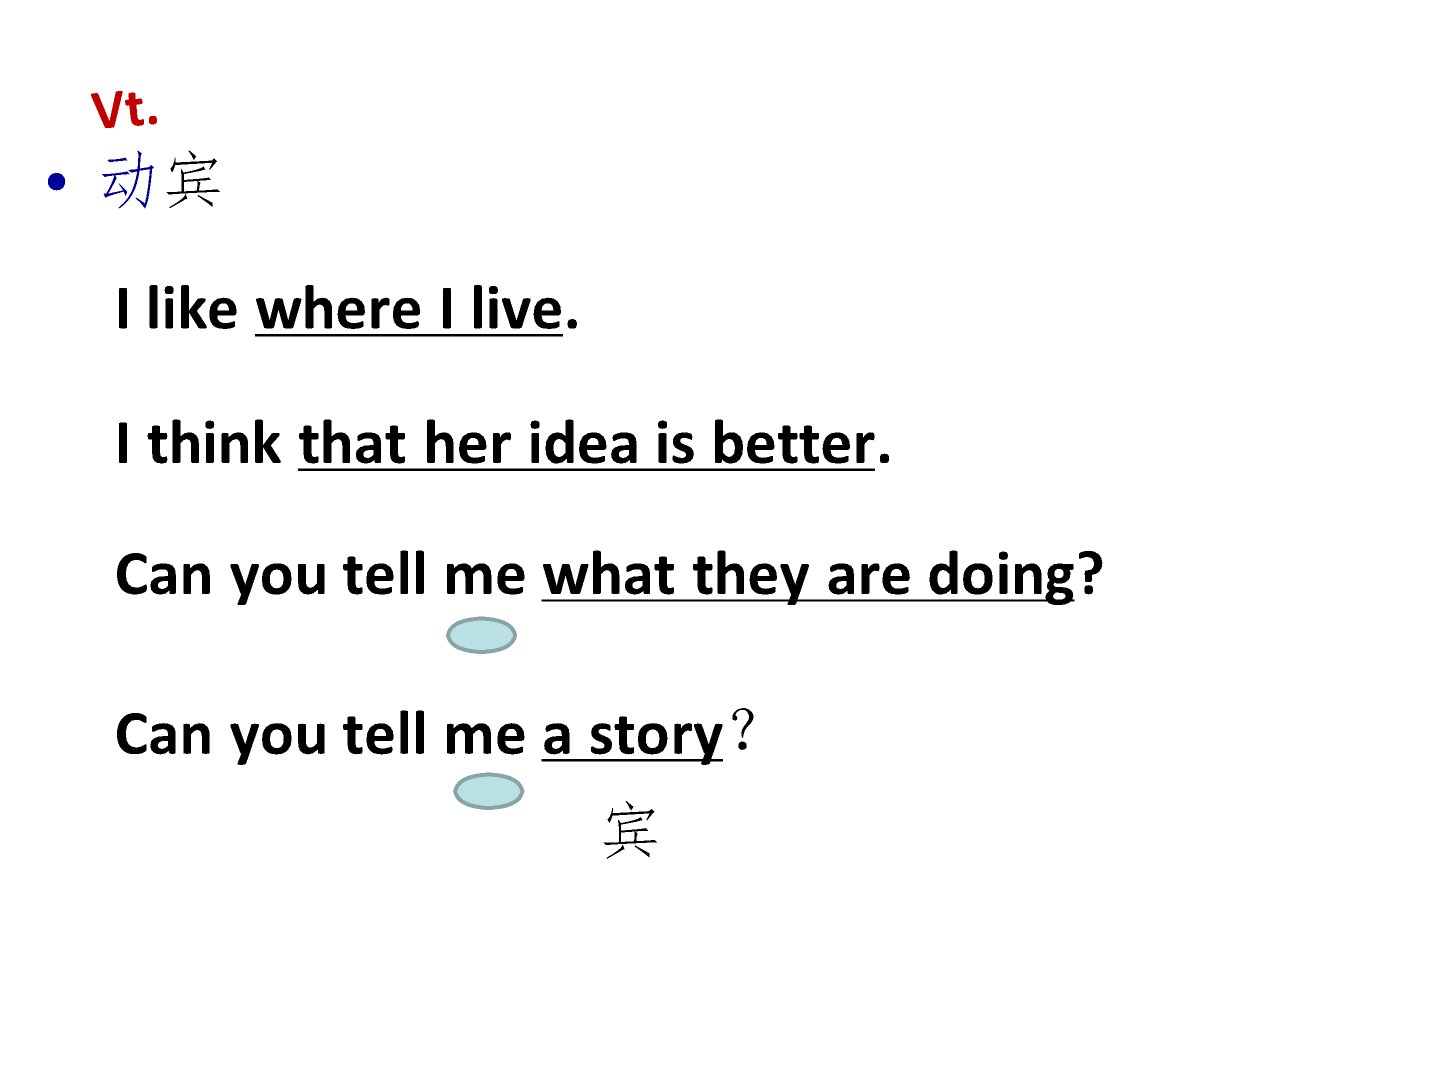 Vt.
• 动宾
I like where I live.
I think that her idea is better.
Can you tell me what they are doing?
Can you tell me a story？
宾